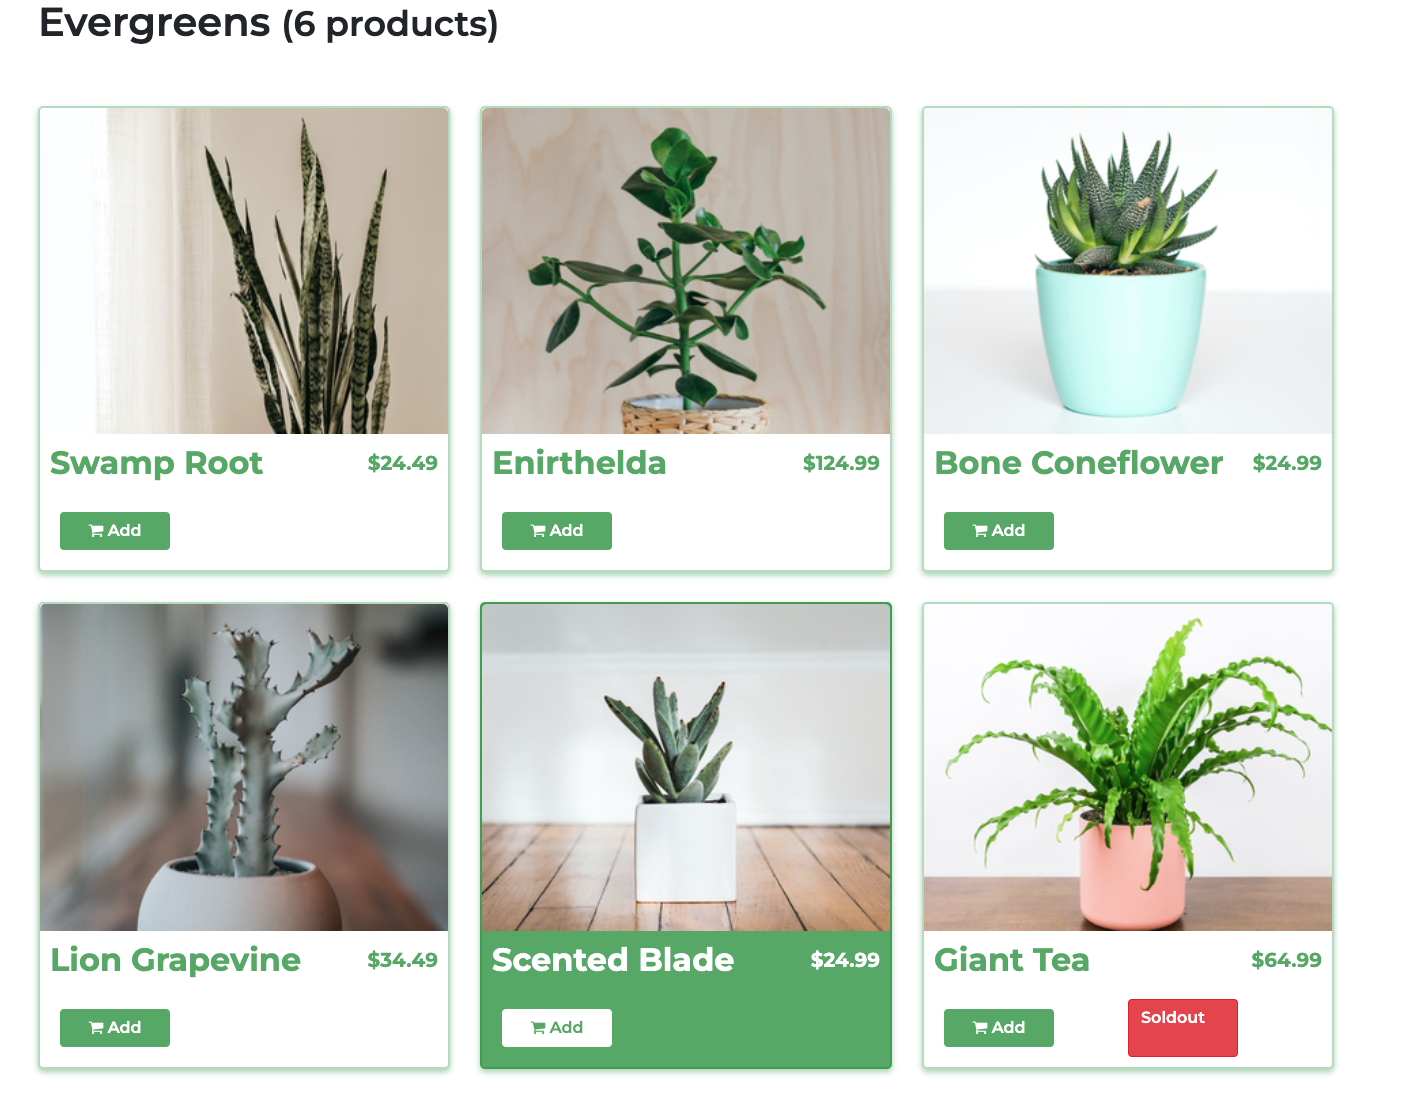 Evergreens (6 products)
Swamp Root $24.49
Add
Enirthelda $124.99
Add
Bone Coneflower $24.99
Add
Lion Grapevine $34.49
Add
Scented Blade $24.99
Add
Giant Tea $64.99
Add Soldout